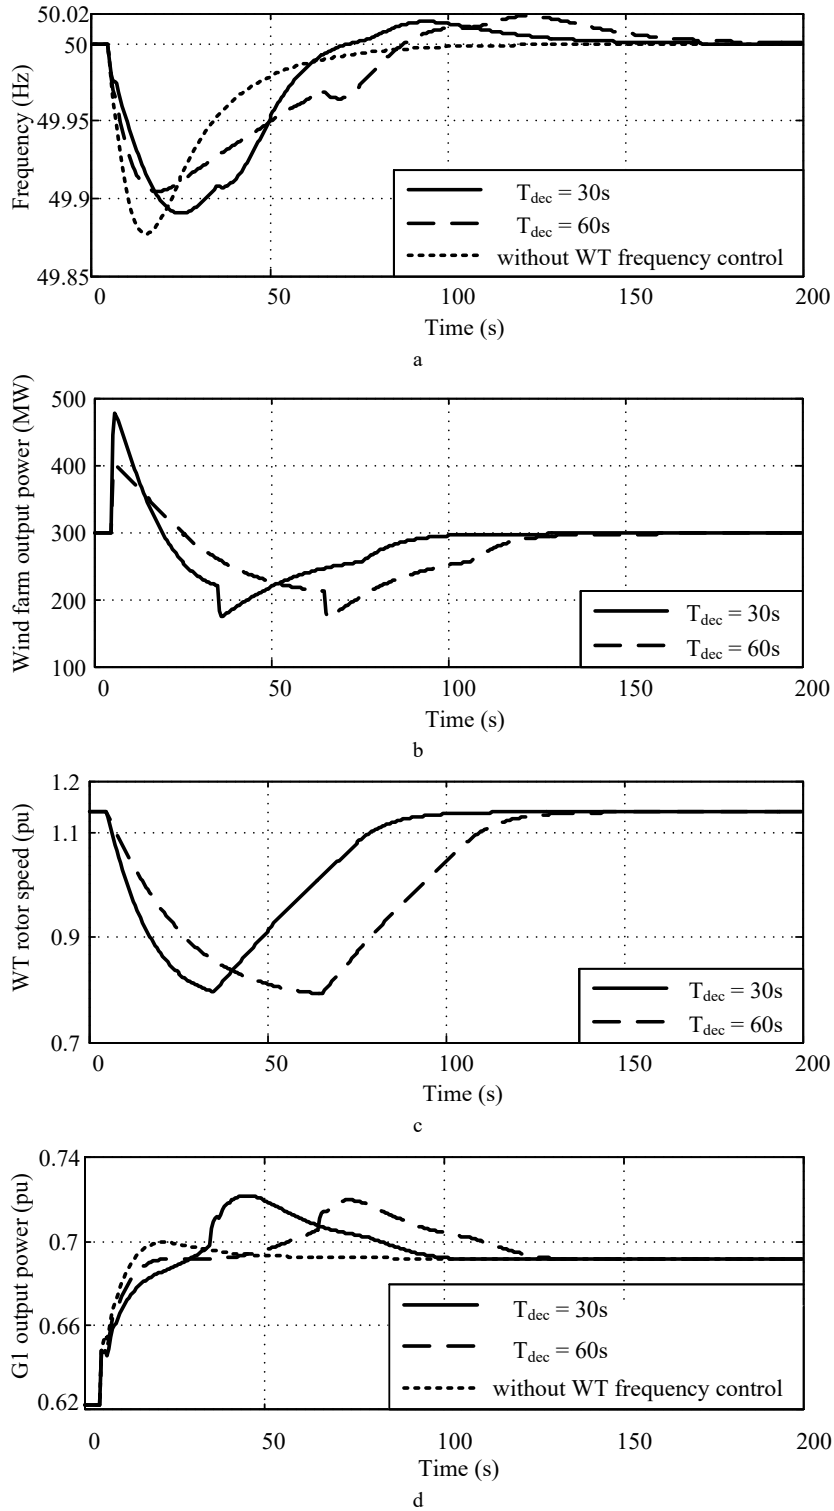 50.02
50
49.95
49.9
49.85
Frequency (Hz)
T_dec = 30s
T_dec = 60s
without WT frequency control
0 50 100 150 200
Time (s)
a
500
400
300
200
100
Wind farm output power (MW)
T_dec = 30s
T_dec = 60s
0 50 100 150 200
Time (s)
b
1.2
1.1
0.9
0.7
WT rotor speed (pu)
T_dec = 30s
T_dec = 60s
0 50 100 150 200
Time (s)
c
0.74
0.7
0.66
0.62
G1 output power (pu)
T_dec = 30s
T_dec = 60s
without WT frequency control
0 50 100 150 200
Time (s)
d